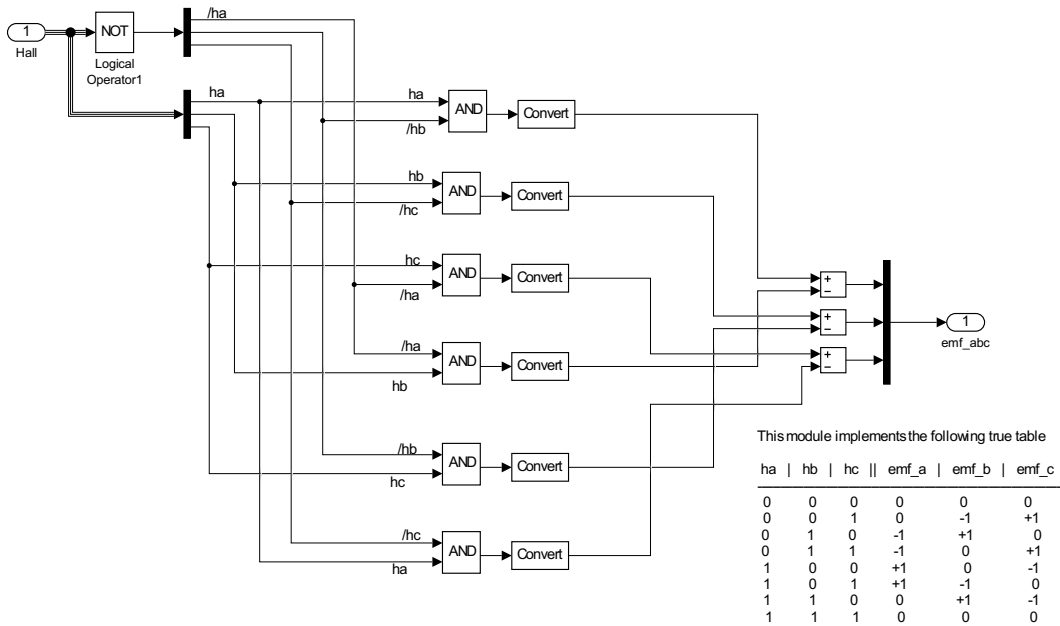 1
Hall
NOT
Logical
Operator1
/ha
ha
ha
/hb
AND
Convert
hb
/hc
AND
Convert
hc
/ha
AND
Convert
/ha
hb
AND
Convert
/hb
hc
AND
Convert
/hc
ha
AND
Convert
+
−
+
−
+
−
1
emf_abc
This module implements the following true table
ha | hb | hc || emf_a | emf_b | emf_c
0 0 0 0 0 0
0 0 1 0 -1 +1
0 1 0 -1 +1 0
0 1 1 -1 0 +1
1 0 0 +1 0 -1
1 0 1 +1 -1 0
1 1 0 0 +1 -1
1 1 1 0 0 0